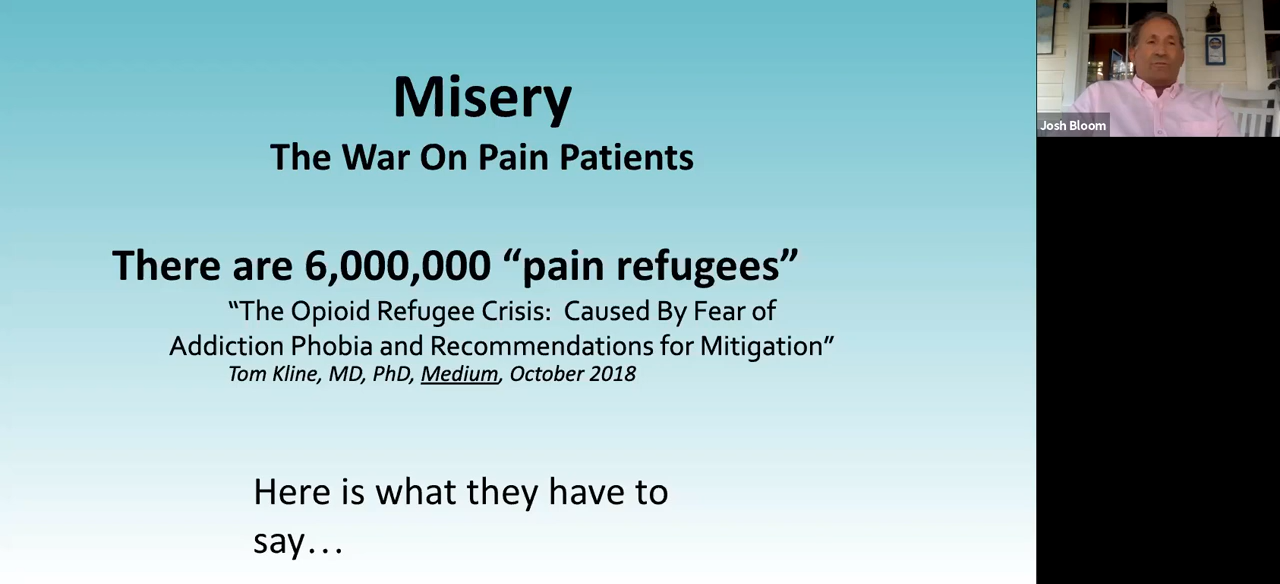 Misery
The War On Pain Patients
There are 6,000,000 “pain refugees”
“The Opioid Refugee Crisis:  Caused By Fear of
Addiction Phobia and Recommendations for Mitigation”
Tom Kline, MD, PhD, Medium, October 2018
Here is what they have to
say…
Josh Bloom